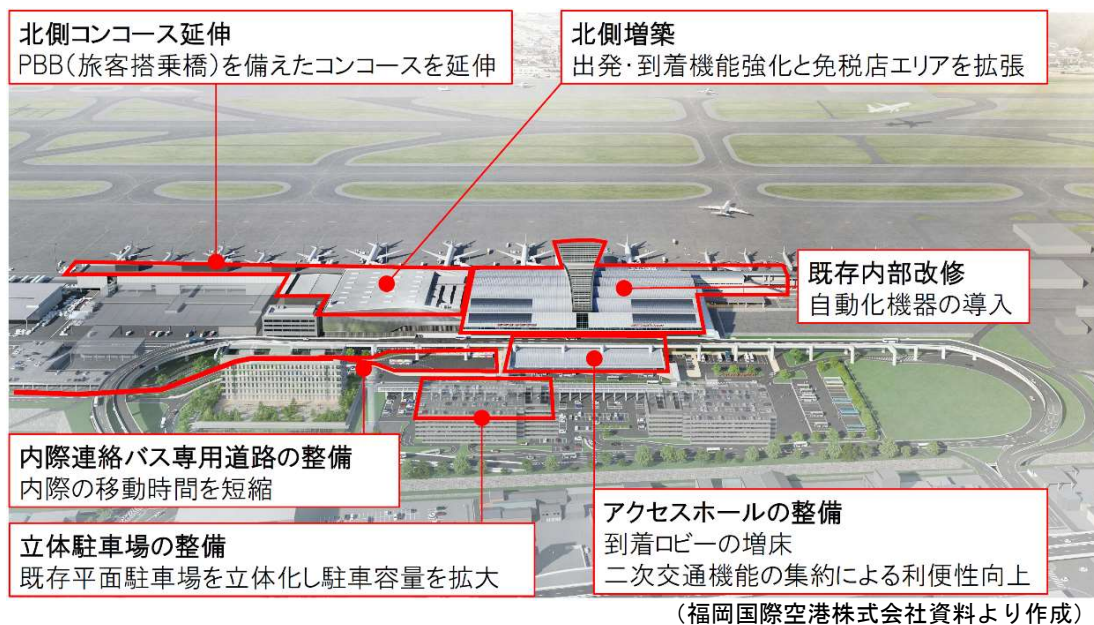 北側コンコース延伸
PBB(旅客搭乗橋)を備えたコンコースを延伸
北側増築
出発・到着機能強化と免税店エリアを拡張
既存内部改修
自動化機器の導入
内際連絡バス専用道路の整備
内際の移動時間を短縮
立体駐車場の整備
既存平面駐車場を立体化し駐車容量を拡大
アクセスホールの整備
到着ロビーの増床
二次交通機能の集約による利便性向上
(福岡国際空港株式会社資料より作成)